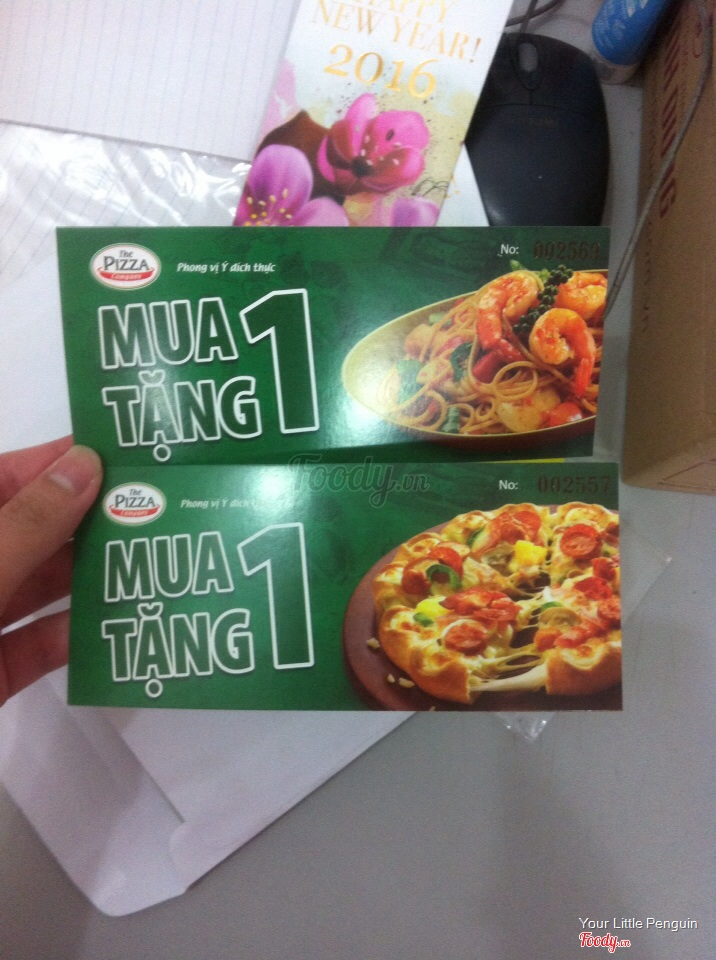 HAPPY
NEW YEAR!
2016
The
PIZZA
Company
Phong vị Ý đích thực
No:
MUA 1
TẶNG
Foody.vn
The
PIZZA
Company
Phong vị Ý đích
No: 002557
MUA 1
TẶNG
Your Little Penguin
Foody.vn